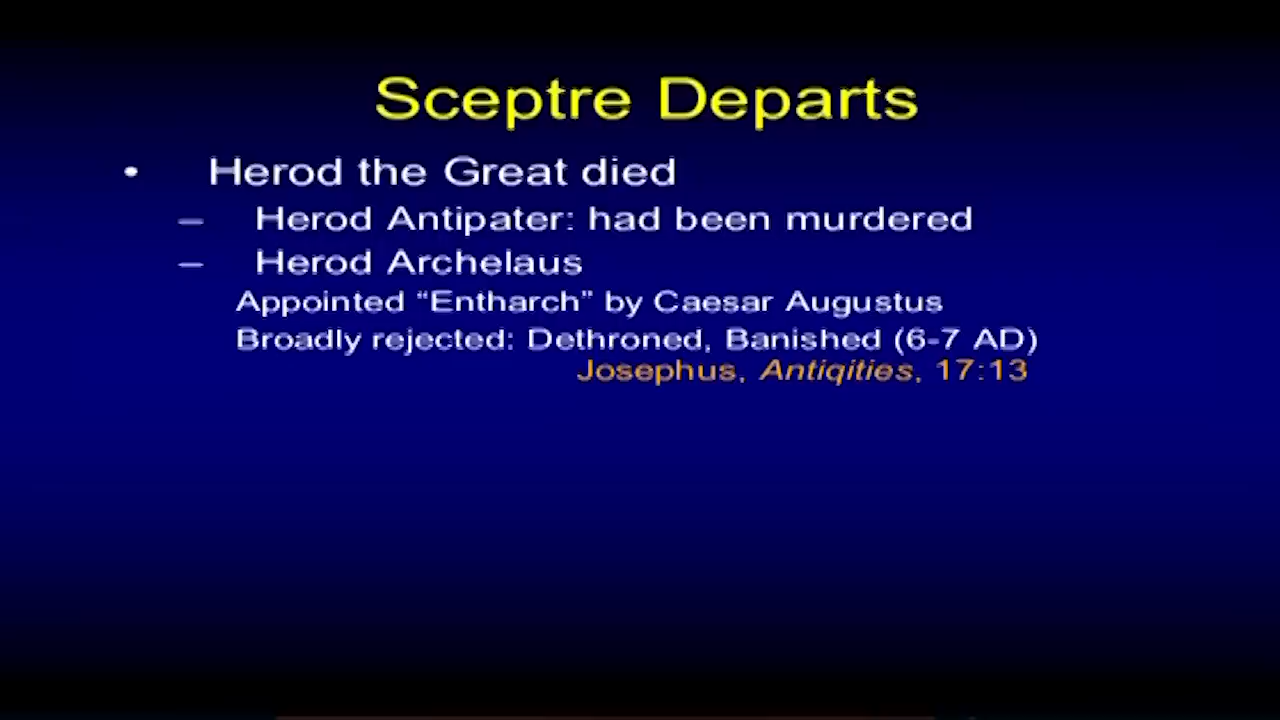 Sceptre Departs
• Herod the Great died
– Herod Antipater: had been murdered
– Herod Archelaus
Appointed “Entharch” by Caesar Augustus
Broadly rejected: Dethroned, Banished (6-7 AD)
Josephus, Antiqities, 17:13